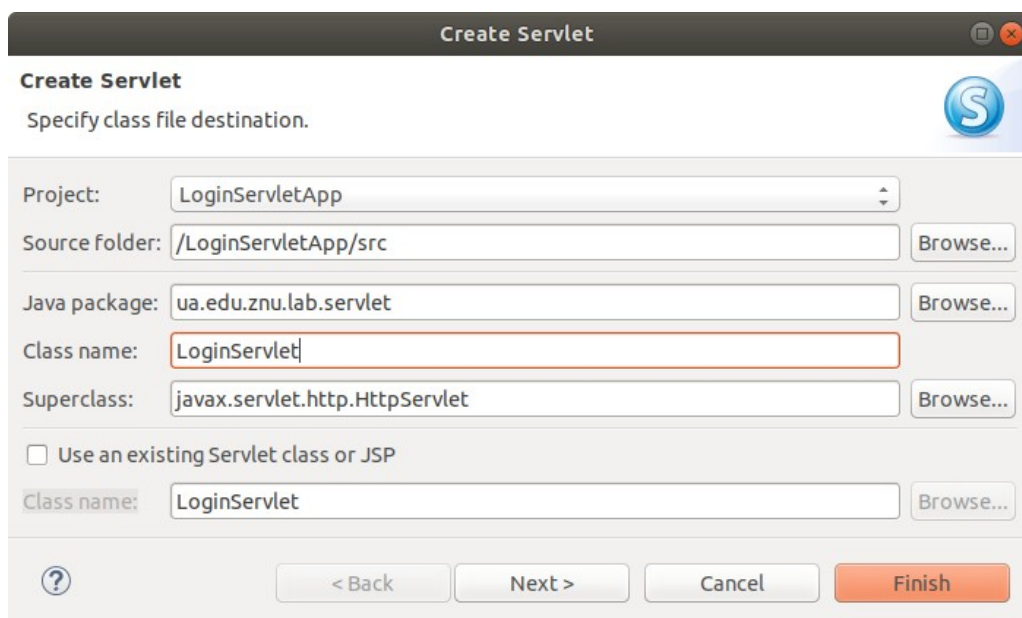 Create Servlet
Create Servlet
Specify class file destination.
S
Project: LoginServletApp
Source folder: /LoginServletApp/src Browse...
Java package: ua.edu.znu.lab.servlet Browse...
Class name: LoginServlet
Superclass: javax.servlet.http.HttpServlet Browse...
Use an existing Servlet class or JSP
Class name: LoginServlet Browse...
? < Back Next > Cancel Finish